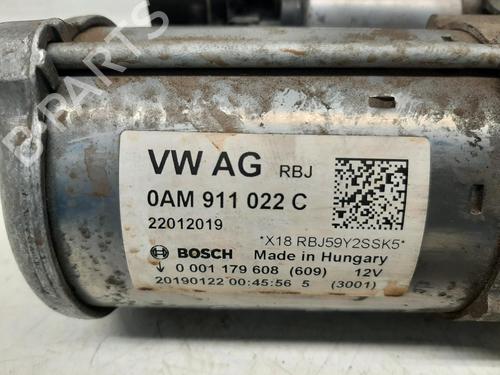 VW AG RBJ
0AM 911 022 C
22012019
*X18 RBJ59Y2SSK5*
BOSCH Made in Hungary
0 001 179 608 (609) 12V
20190122 00:45:56 5 (3001)
B-PARTS